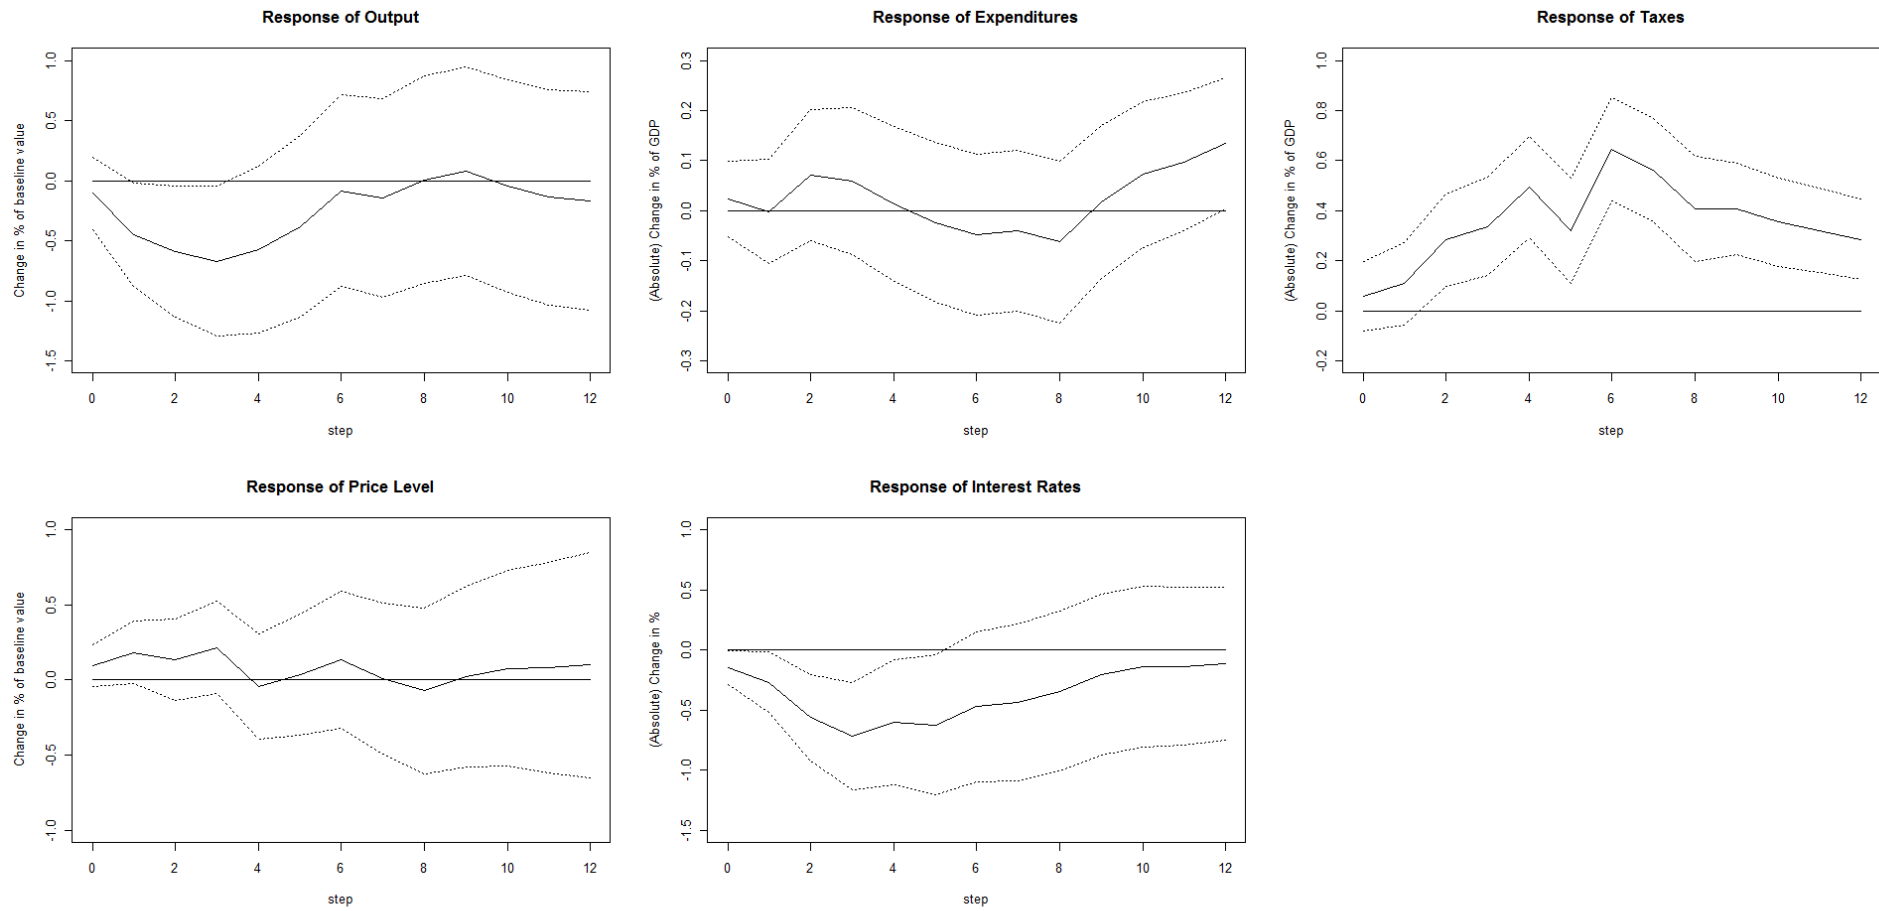 Response of Output
Change in % of baseline value
1.0
0.5
0.0
-0.5
-1.0
-1.5
0 2 4 6 8 10 12
step
Response of Expenditures
(Absolute) Change in % of GDP
0.3
0.2
0.1
0.0
-0.1
-0.2
-0.3
0 2 4 6 8 10 12
step
Response of Taxes
(Absolute) Change in % of GDP
1.0
0.8
0.6
0.4
0.2
0.0
-0.2
0 2 4 6 8 10 12
step
Response of Price Level
Change in % of baseline value
1.0
0.5
0.0
-0.5
-1.0
0 2 4 6 8 10 12
step
Response of Interest Rates
(Absolute) Change in %
1.0
0.5
0.0
-0.5
-1.0
-1.5
0 2 4 6 8 10 12
step